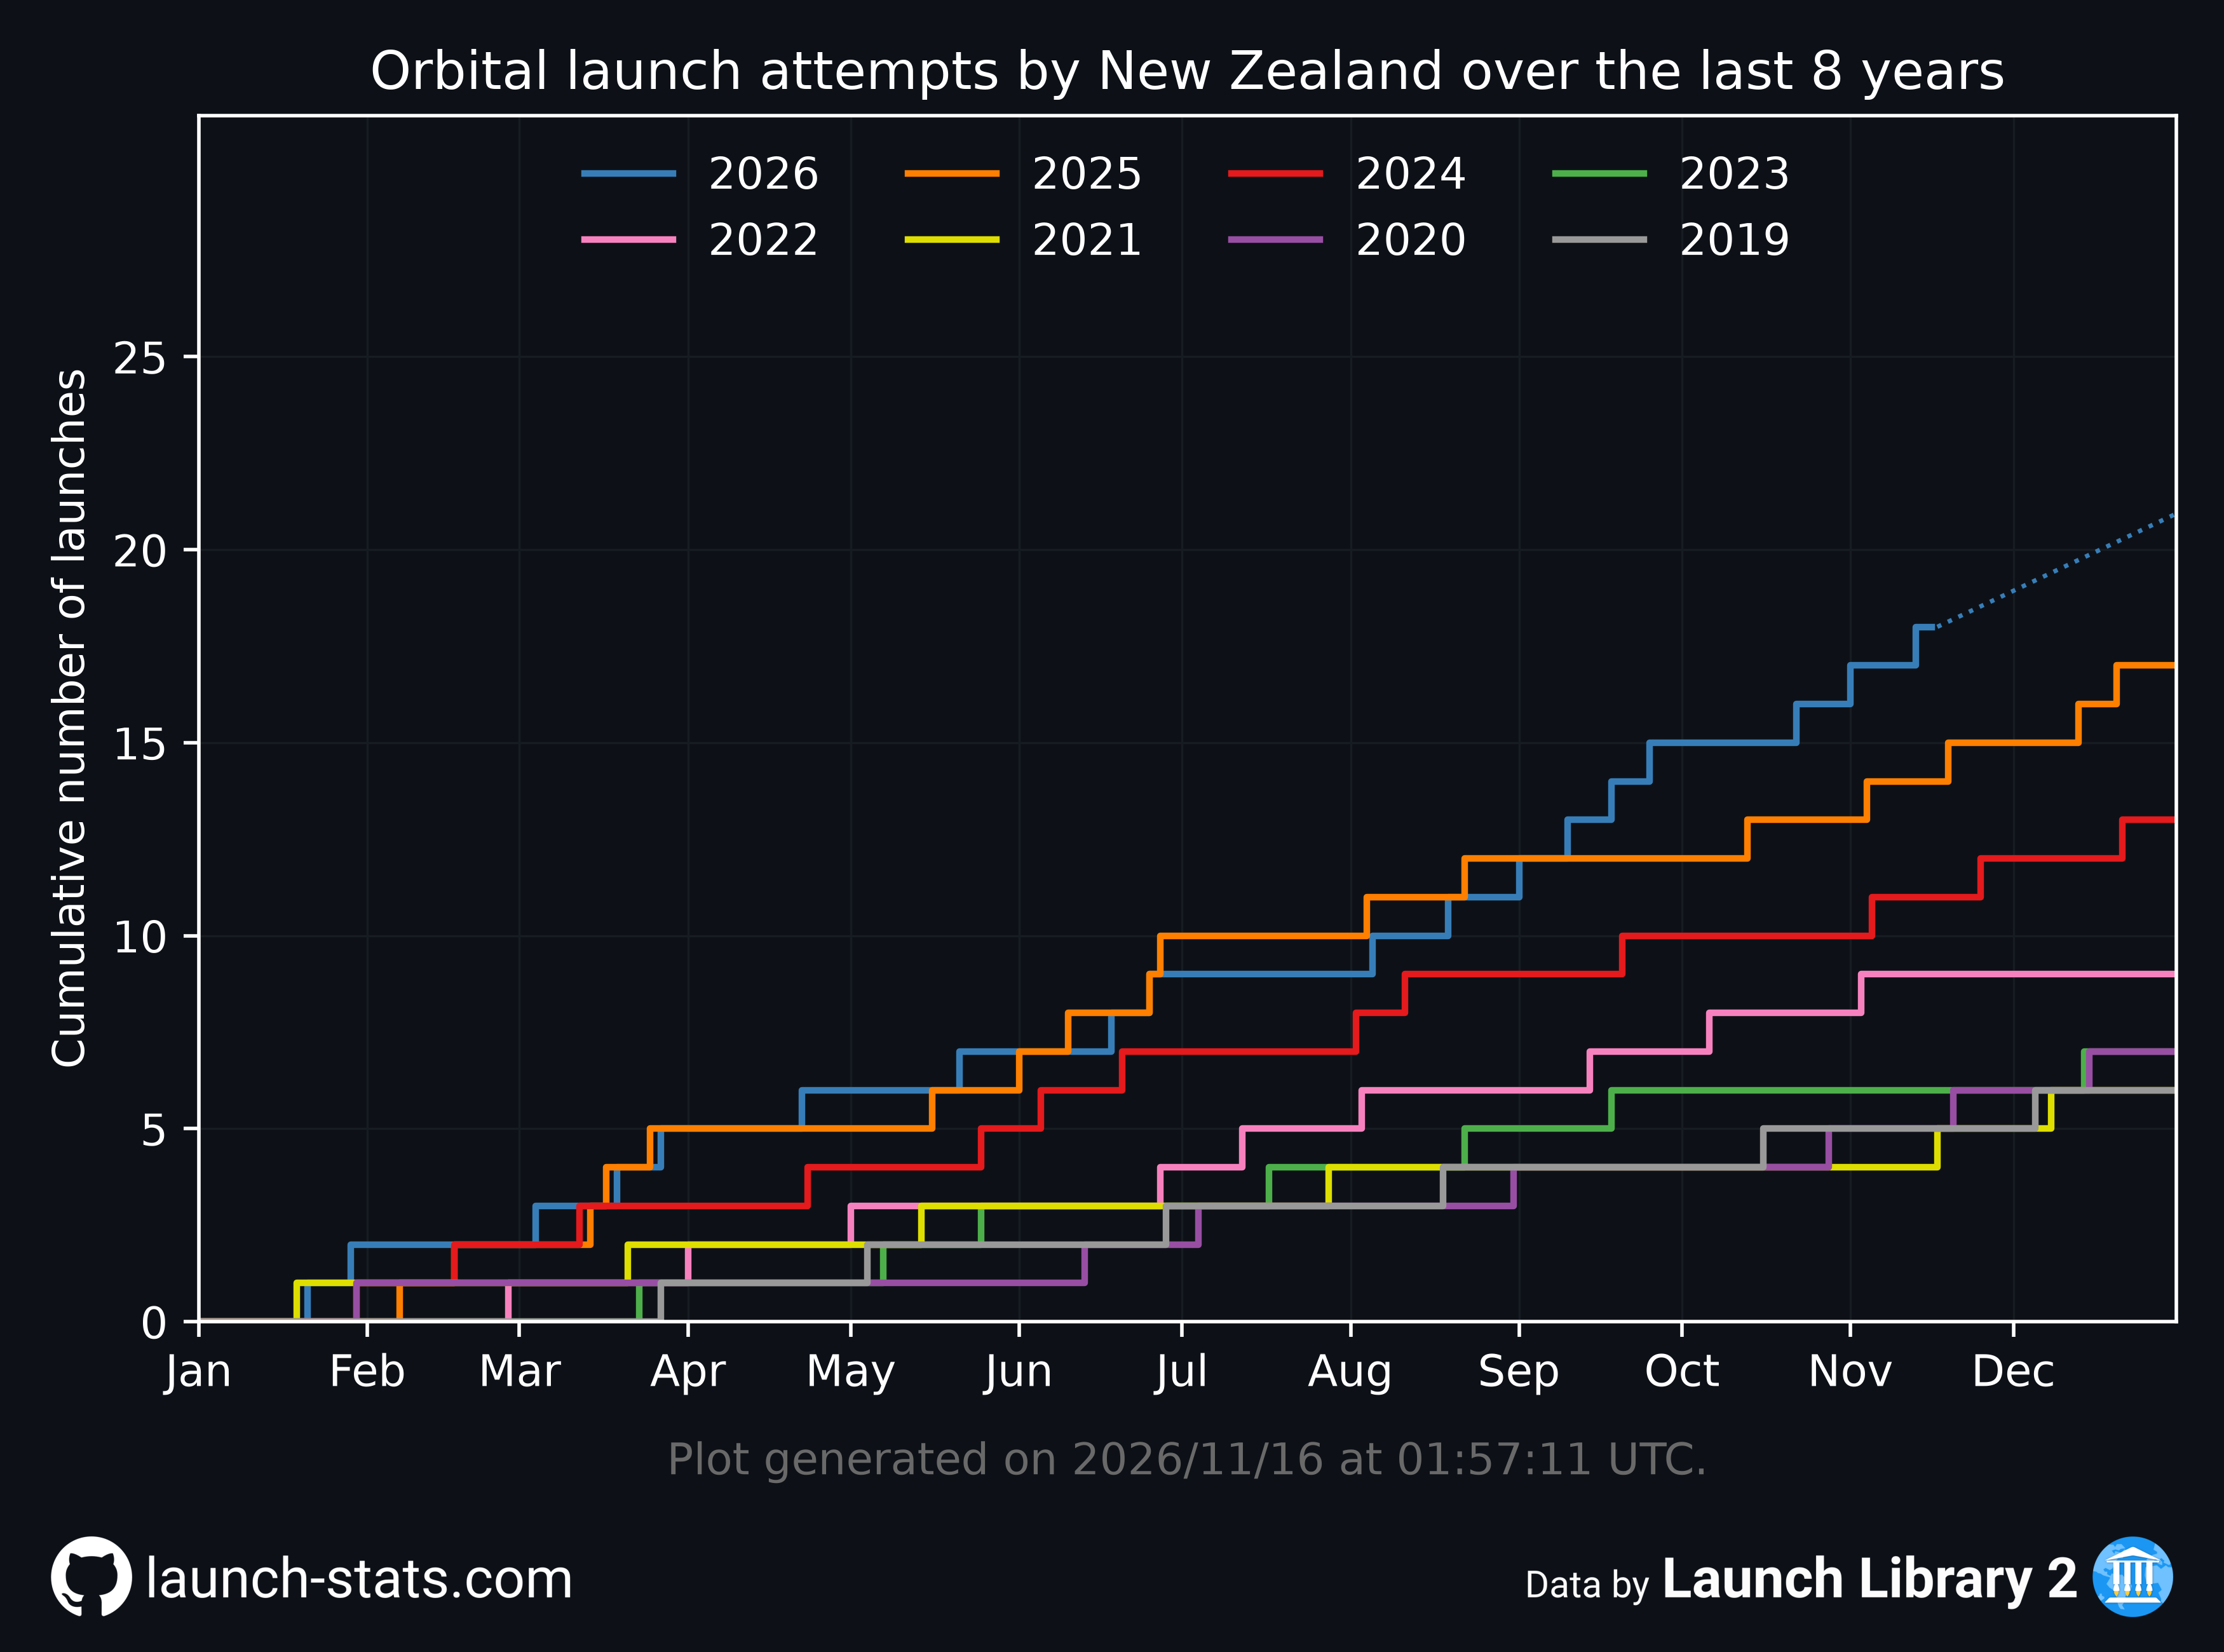 Orbital launch attempts by New Zealand over the last 8 years
2026 2025 2024 2023
2022 2021 2020 2019
Cumulative number of launches
25
20
15
10
5
0
Jan Feb Mar Apr May Jun Jul Aug Sep Oct Nov Dec
Plot generated on 2026/11/16 at 01:57:11 UTC.
launch-stats.com
Data by Launch Library 2